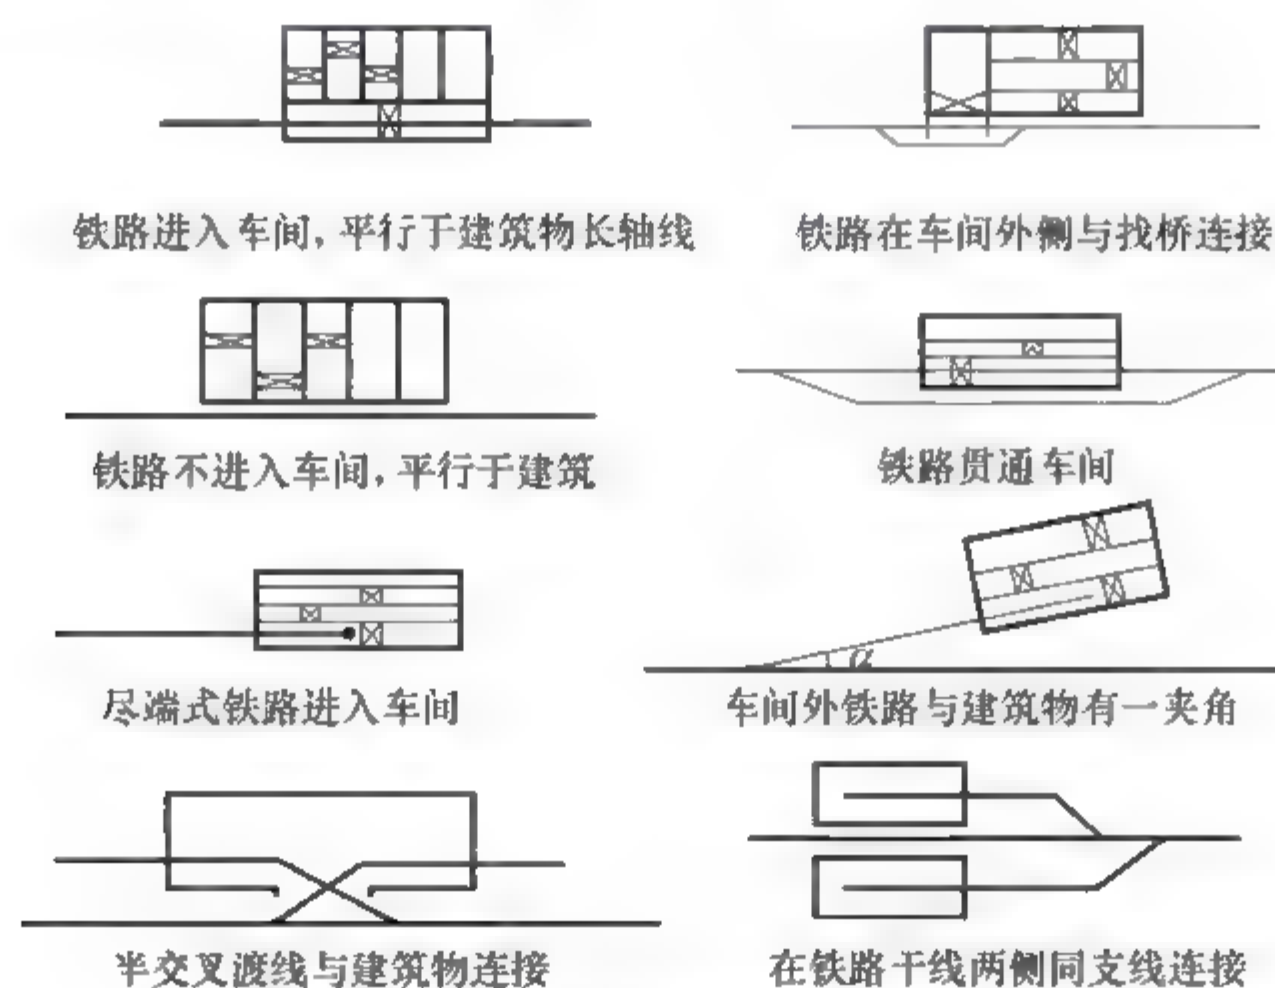 铁路进入车间,平行于建筑物长轴线
铁路在车间外侧与找桥连接
铁路不进入车间,平行于建筑
铁路贯通车间
α
尽端式铁路进入车间
车间外铁路与建筑物有一夹角
半交叉渡线与建筑物连接
在铁路干线两侧同支线连接